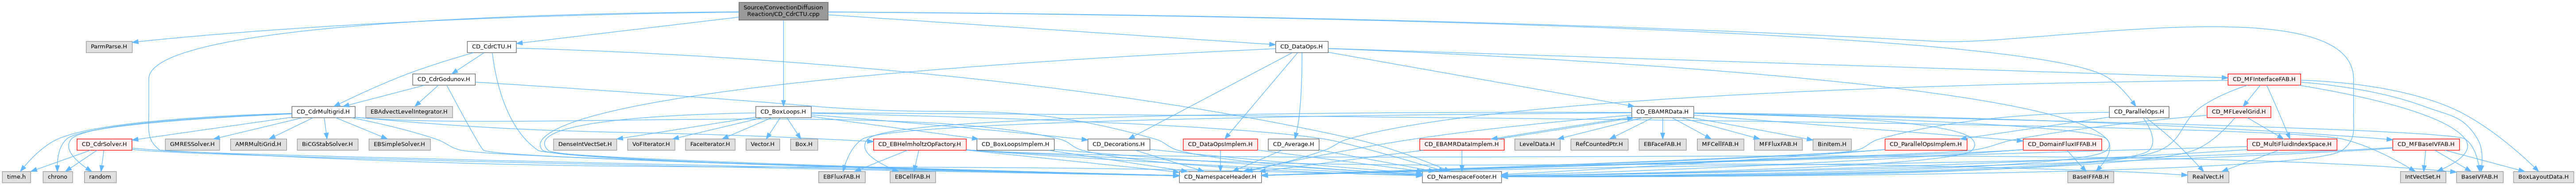 Source/ConvectionDiffusion
Reaction/CD_CdrCTU.cpp
ParmParse.H
CD_CdrCTU.H
CD_DataOps.H
CD_CdrGodunov.H
CD_MFInterfaceFAB.H
CD_CdrMultigrid.H
EBAdvectLevelIntegrator.H
CD_BoxLoops.H
CD_EBAMRData.H
CD_ParallelOps.H
CD_MFLevelGrid.H
CD_CdrSolver.H
GMRESSolver.H
AMRMultiGrid.H
BiCGStabSolver.H
EBSimpleSolver.H
CD_EBHelmholtzOpFactory.H
DenseIntVectSet.H
VoFIterator.H
FaceIterator.H
Vector.H
Box.H
CD_BoxLoopsImplem.H
CD_Decorations.H
CD_DataOpsImplem.H
CD_Average.H
CD_EBAMRDataImplem.H
LevelData.H
RefCountedPtr.H
EBFaceFAB.H
MFCellFAB.H
MFFluxFAB.H
BinItem.H
CD_ParallelOpsImplem.H
CD_DomainFluxIFFAB.H
CD_MultiFluidIndexSpace.H
CD_MFBaseIVFAB.H
time.h
chrono
random
EBFluxFAB.H
EBCellFAB.H
CD_NamespaceHeader.H
CD_NamespaceFooter.H
BaseIFFAB.H
RealVect.H
IntVectSet.H
BaseIVFAB.H
BoxLayoutData.H